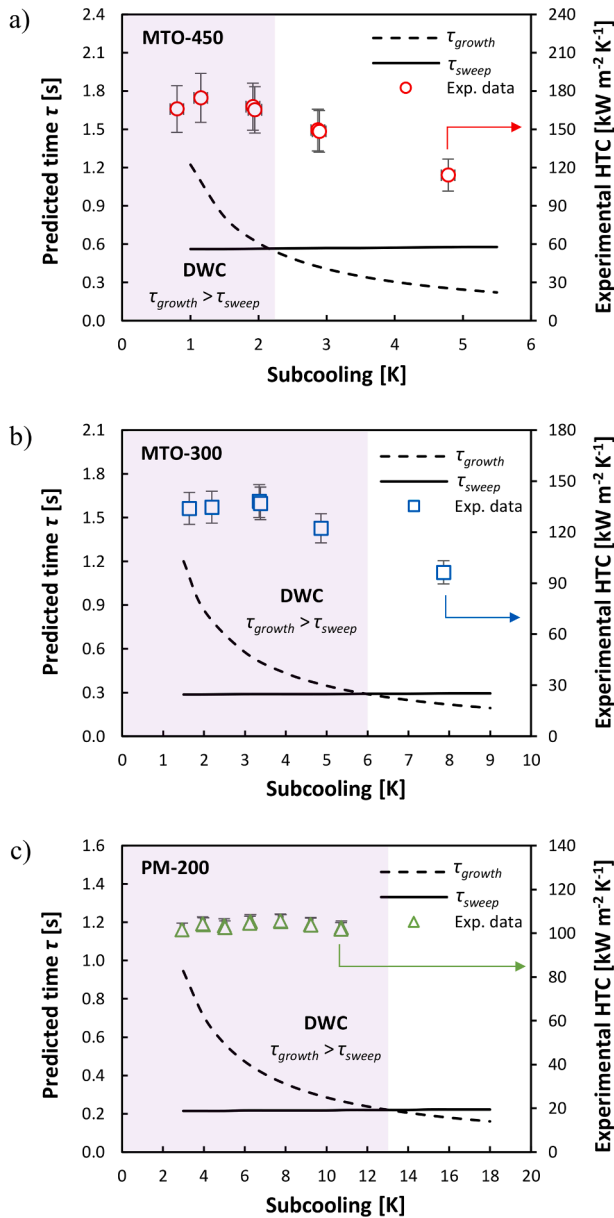 a)
MTO-450
τgrowth
τsweep
Exp. data
DWC
τgrowth > τsweep
Predicted time τ [s]
2.4
2.1
1.8
1.5
1.2
0.9
0.6
0.3
0.0
Experimental HTC [kW m-2 K-1]
240
210
180
150
120
90
60
30
0
0 1 2 3 4 5 6
Subcooling [K]
b)
MTO-300
τgrowth
τsweep
Exp. data
DWC
τgrowth > τsweep
Predicted time τ [s]
2.1
1.8
1.5
1.2
0.9
0.6
0.3
0.0
Experimental HTC [kW m-2 K-1]
180
150
120
90
60
30
0
0 1 2 3 4 5 6 7 8 9 10
Subcooling [K]
c)
PM-200
τgrowth
τsweep
Exp. data
DWC
τgrowth > τsweep
Predicted time τ [s]
1.6
1.4
1.2
1.0
0.8
0.6
0.4
0.2
0.0
Experimental HTC [kW m-2 K-1]
140
120
100
80
60
40
20
0
0 2 4 6 8 10 12 14 16 18 20
Subcooling [K]